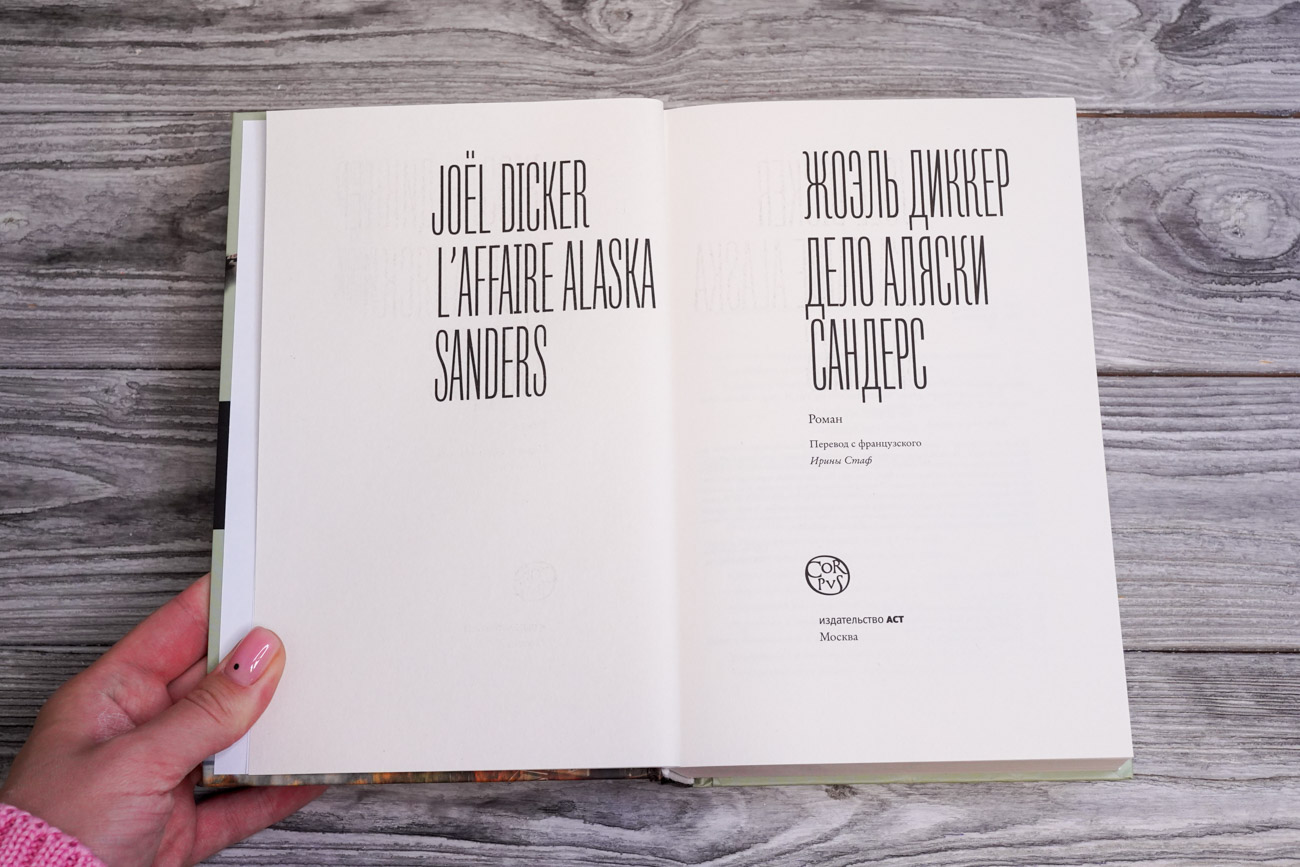 JOËL DICKER
L'AFFAIRE ALASKA
SANDERS
ЖОЭЛЬ ДИККЕР
ДЕЛО АЛЯСКИ
САНДЕРС
Роман
Перевод с французского
Ирины Стаф
CORPVS
издательство АСТ
Москва